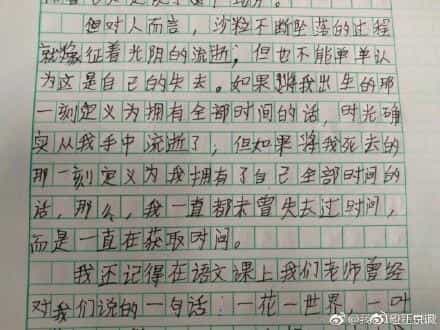 但对人而言，沙粒不断坠落的过程
就像征着光阴的流逝；但也不能单单认
为这是自己的失去。如果将我出生的那
一刻定义为拥有全部时间的话，时光确
实从我手中流逝了；但如果将我死去的
那一刻定义为我拥有了自己全部时间的
话，那么，我一直都未曾失去过时间，
而是一直在获取时间。
我还记得在语文课上我们老师曾经
对我们说的一句话：一花一世界，一叶